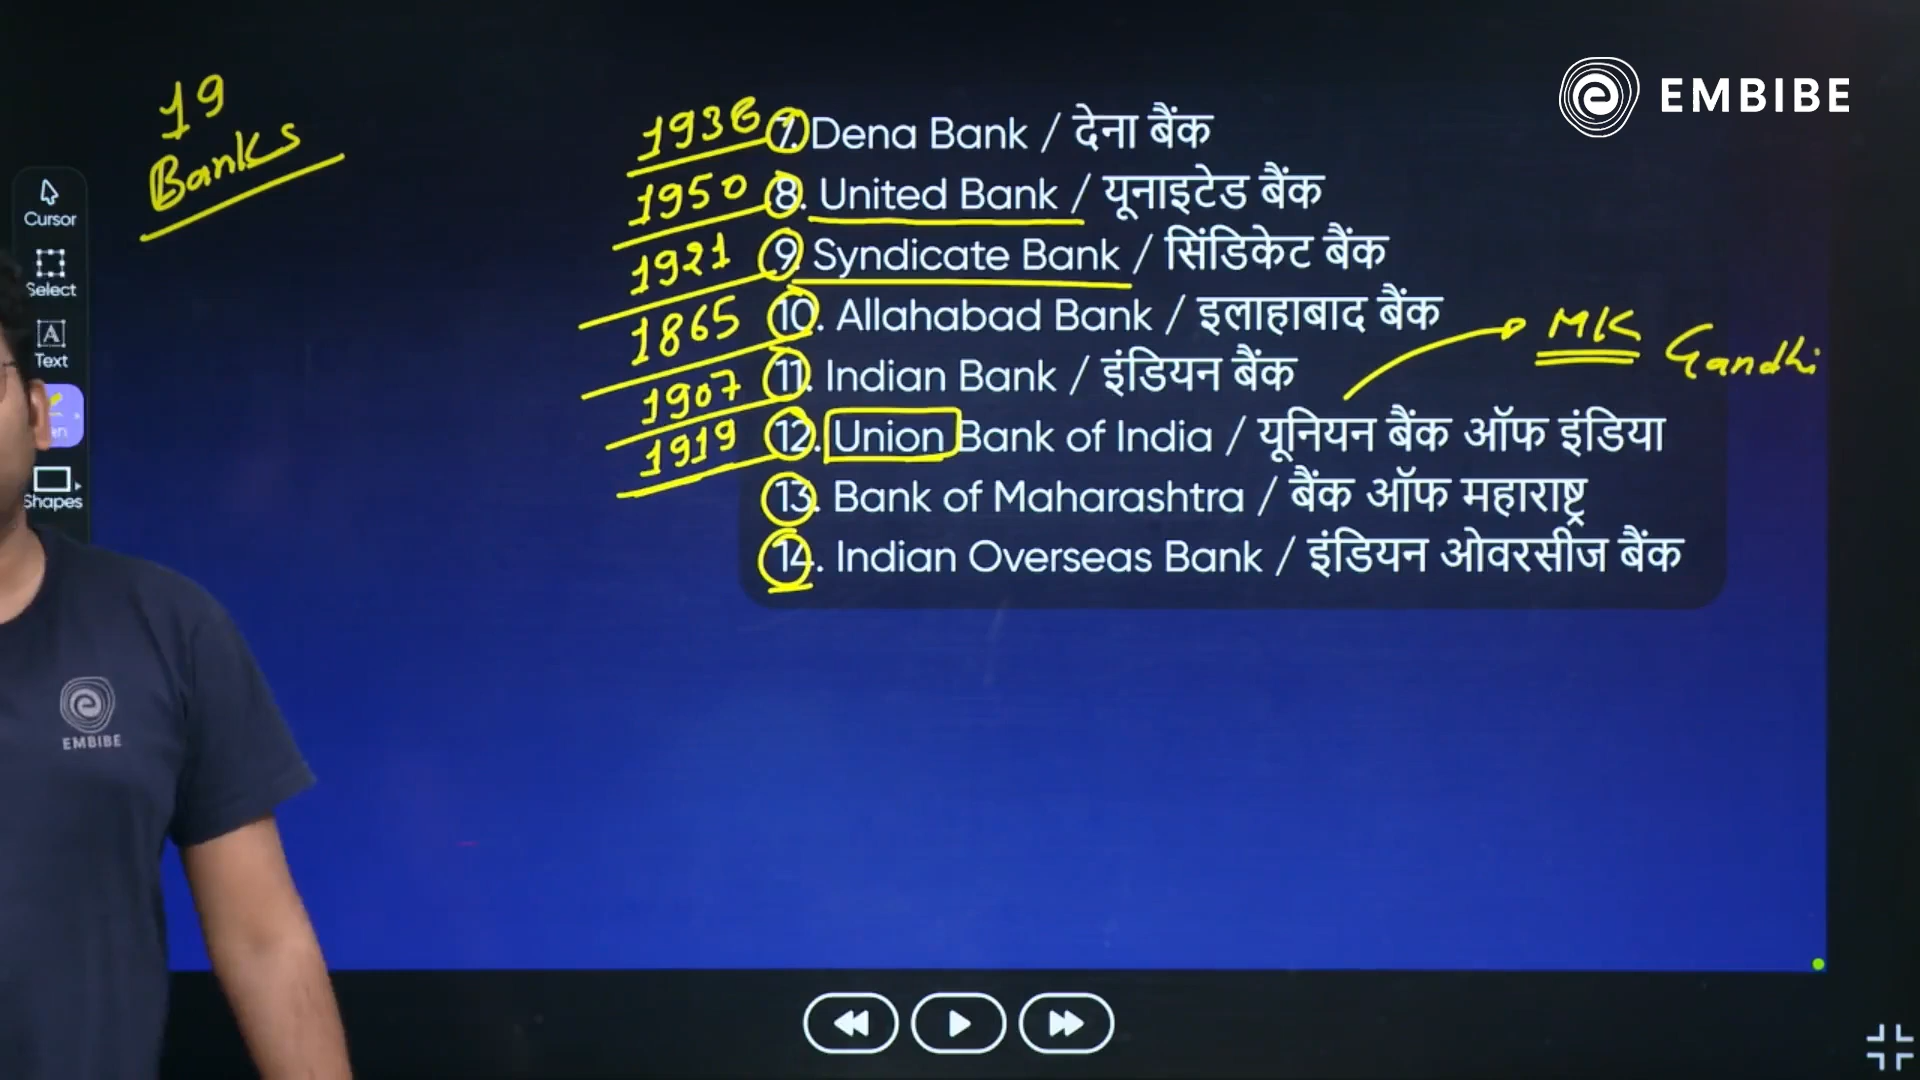 19
Banks
EMBIBE
1938 7. Dena Bank / देना बैंक
1950 8. United Bank / यूनाइटेड बैंक
1921 9. Syndicate Bank / सिंडिकेट बैंक
1865 10. Allahabad Bank / इलाहाबाद बैंक
MK Gandhi
1907 11. Indian Bank / इंडियन बैंक
1919 12. Union Bank of India / यूनियन बैंक ऑफ इंडिया
13. Bank of Maharashtra / बैंक ऑफ महाराष्ट्र
14. Indian Overseas Bank / इंडियन ओवरसीज बैंक
Cursor
Select
Text
Shapes
EMBIBE